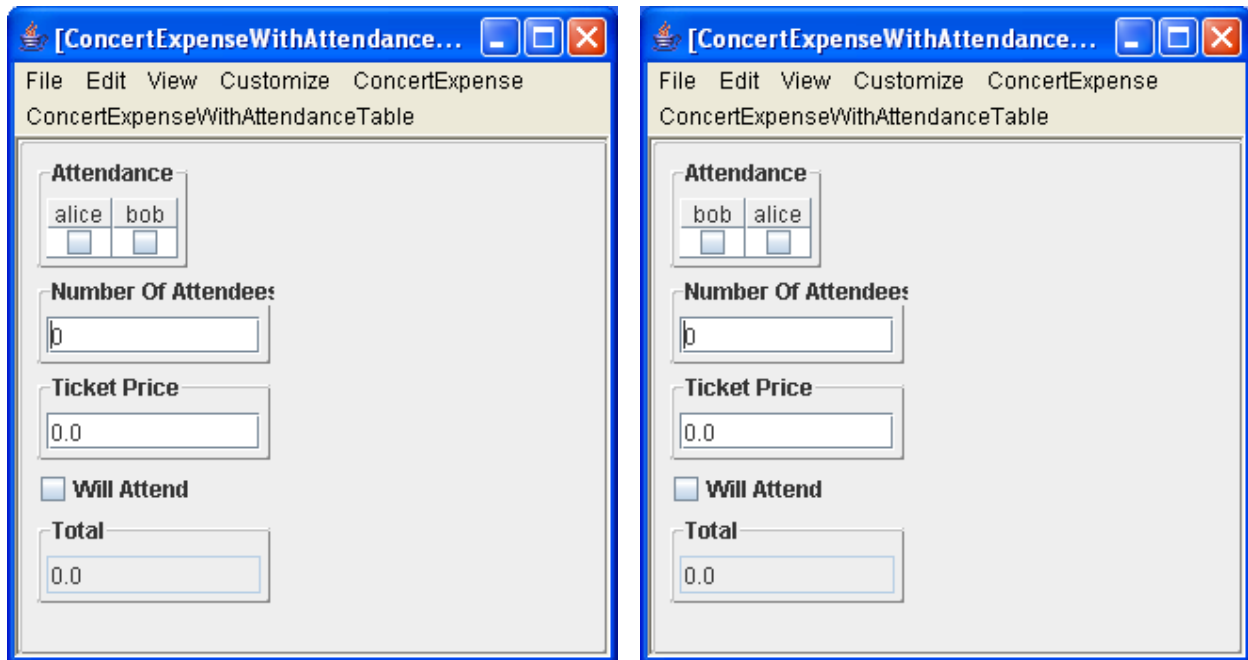 [ConcertExpenseWithAttendance...
File Edit View Customize ConcertExpense
ConcertExpenseWithAttendanceTable
Attendance
alice bob
Number Of Attendees
0
Ticket Price
0.0
Will Attend
Total
0.0
[ConcertExpenseWithAttendance...
File Edit View Customize ConcertExpense
ConcertExpenseWithAttendanceTable
Attendance
bob alice
Number Of Attendees
0
Ticket Price
0.0
Will Attend
Total
0.0